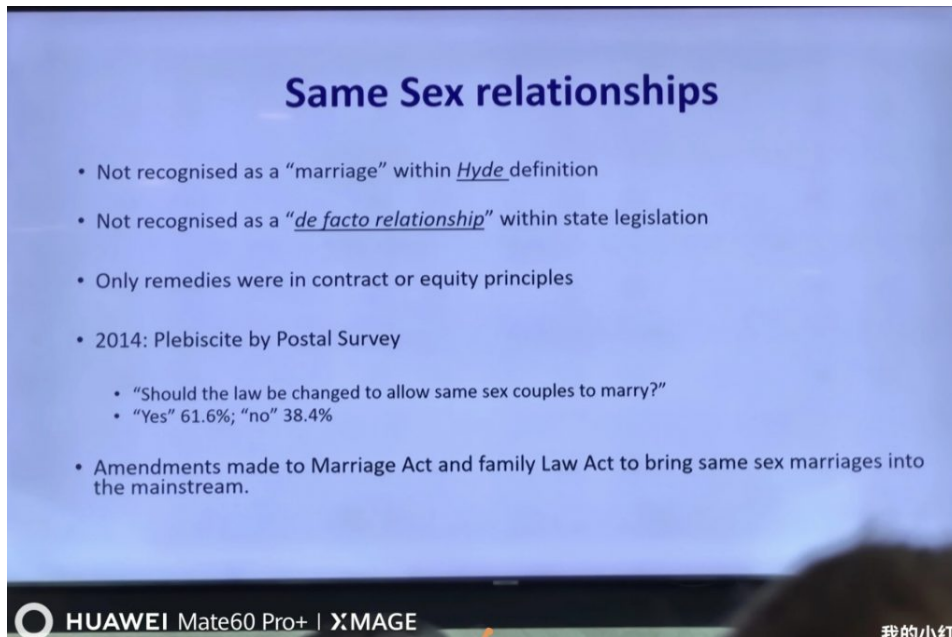 Same Sex relationships
• Not recognised as a “marriage” within Hyde definition
• Not recognised as a “de facto relationship” within state legislation
• Only remedies were in contract or equity principles
• 2014: Plebiscite by Postal Survey
• “Should the law be changed to allow same sex couples to marry?”
• “Yes” 61.6%; “no” 38.4%
• Amendments made to Marriage Act and family Law Act to bring same sex marriages into
the mainstream.
HUAWEI Mate60 Pro+ | XMAGE
我的小红